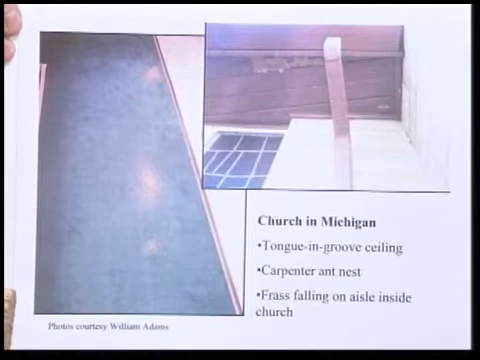 Church in Michigan
•Tongue-in-groove ceiling
•Carpenter ant nest
•Frass falling on aisle inside
church
Photos courtesy William Adams